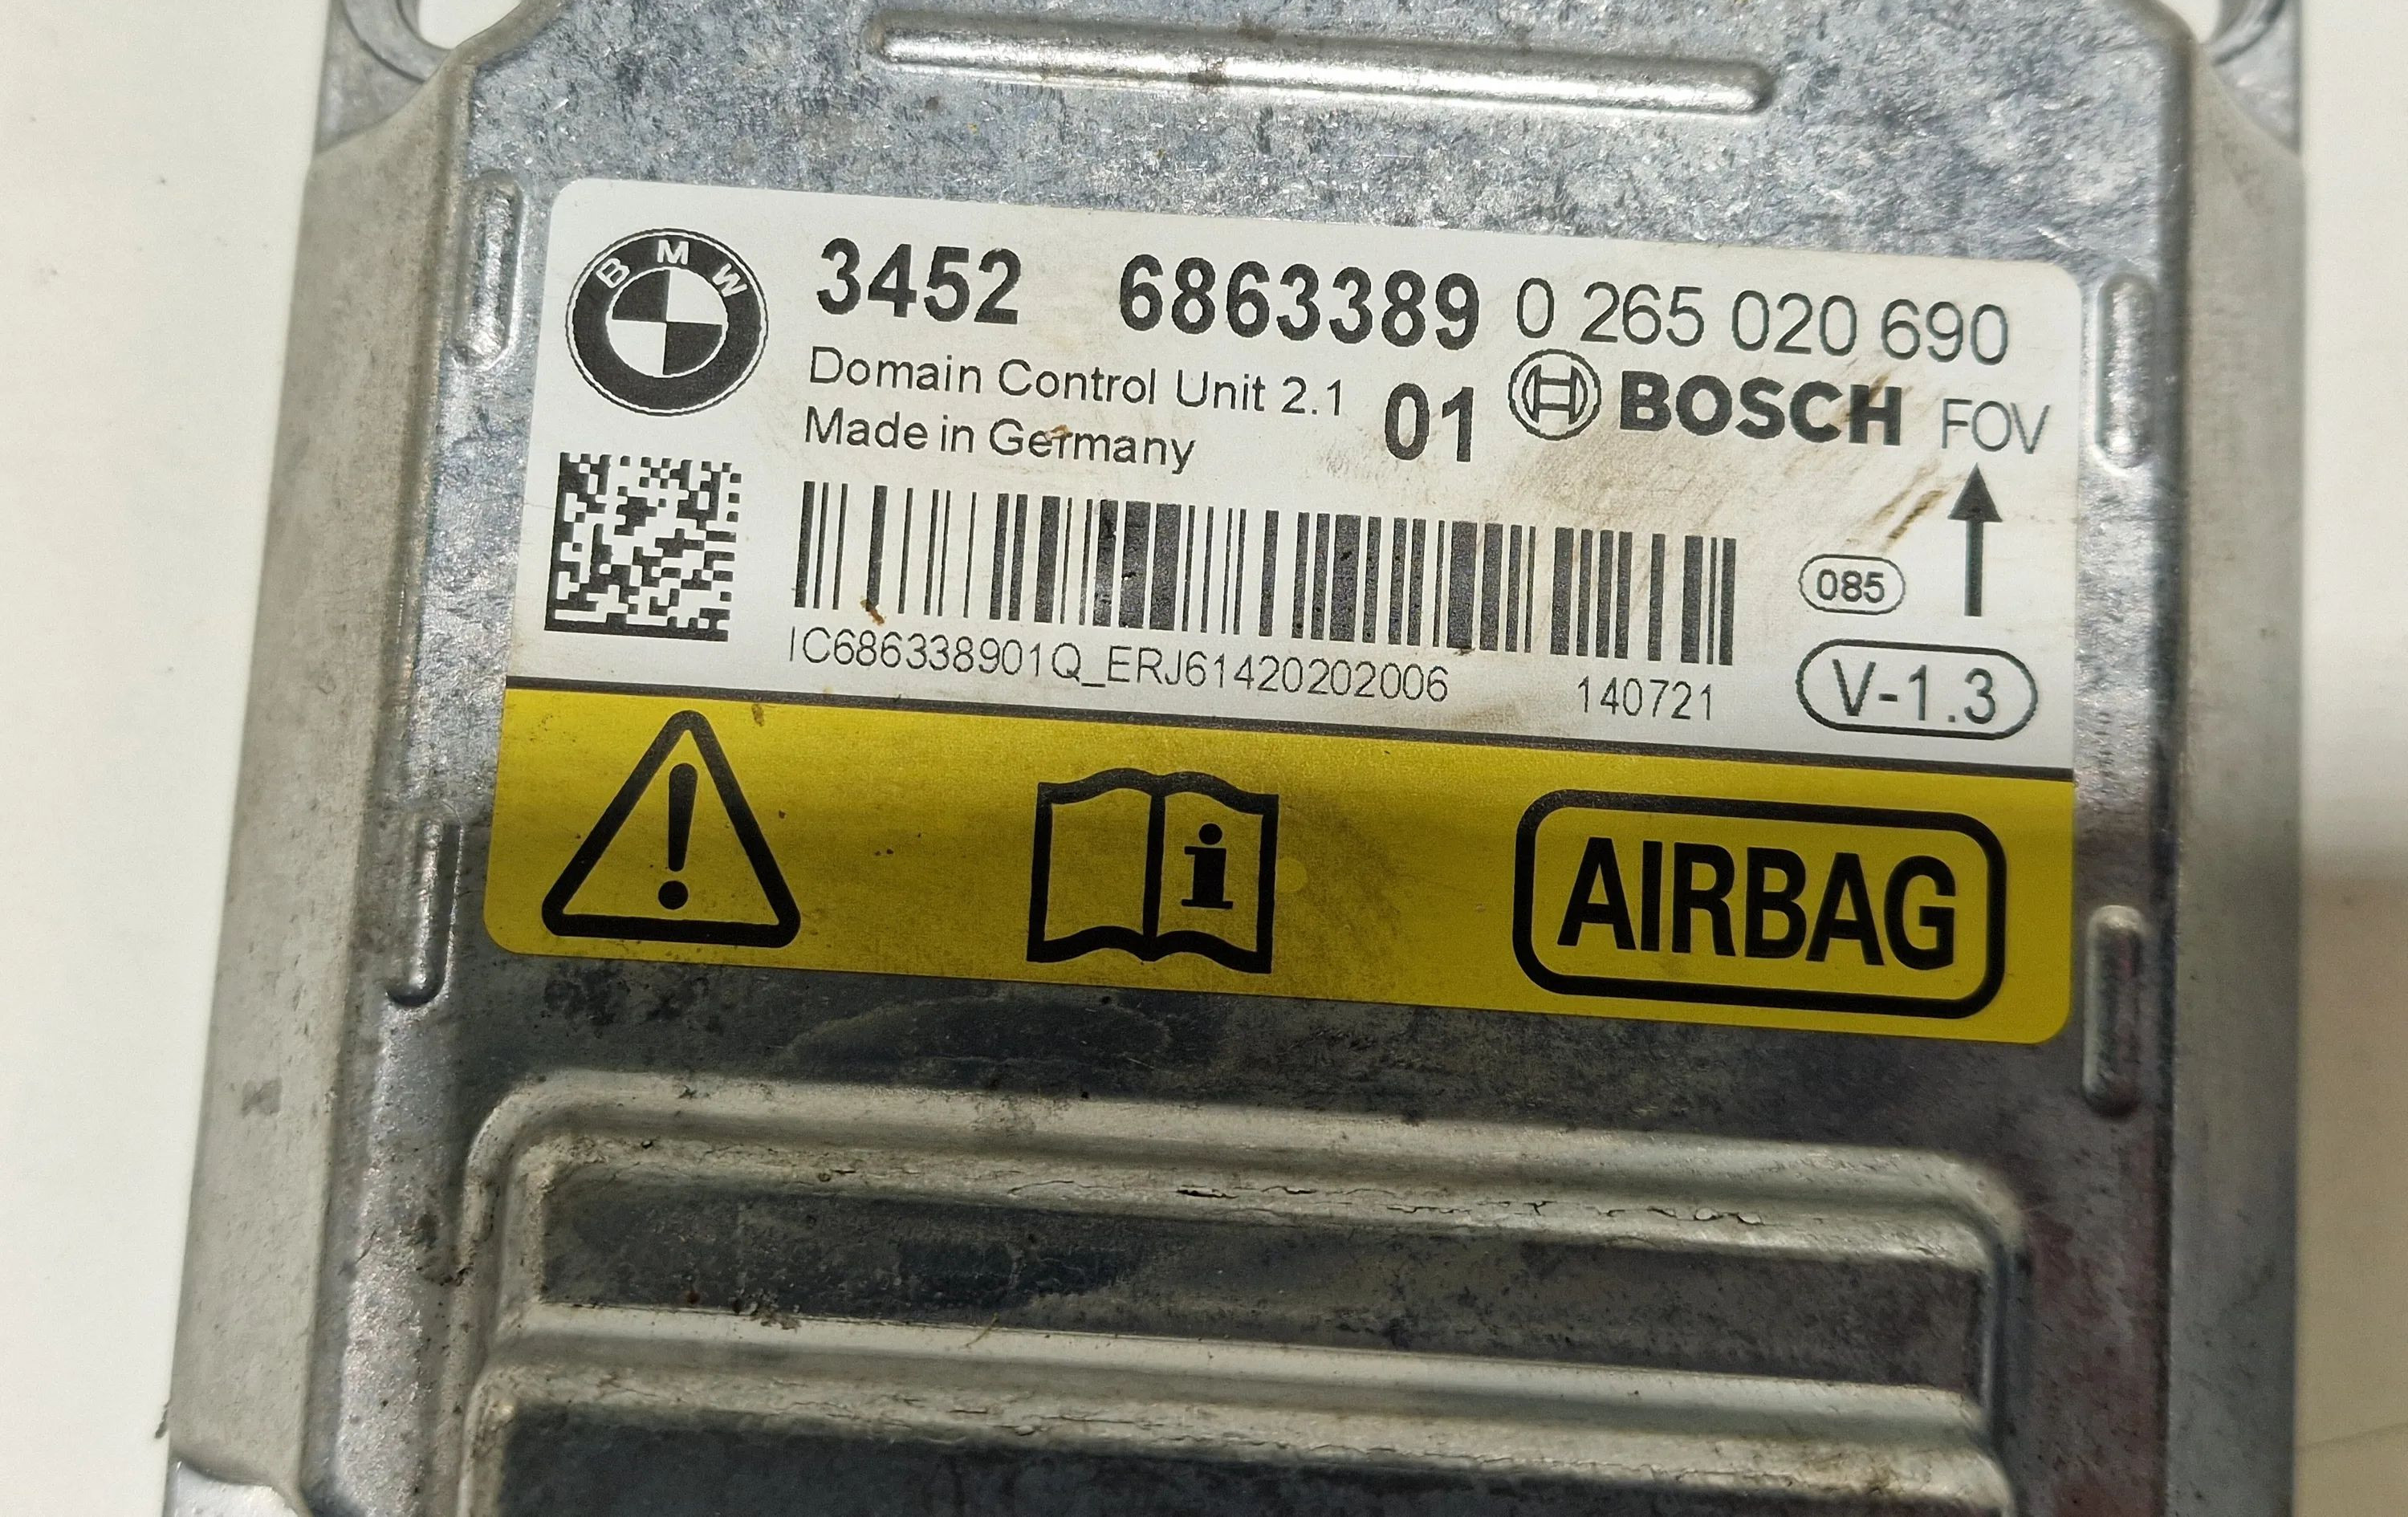 BMW
3452 6863389 0 265 020 690
Domain Control Unit 2.1 01 BOSCH FOV
Made in Germany
085
IC686338901Q_ERJ61420202006 140721 V-1.3
i AIRBAG